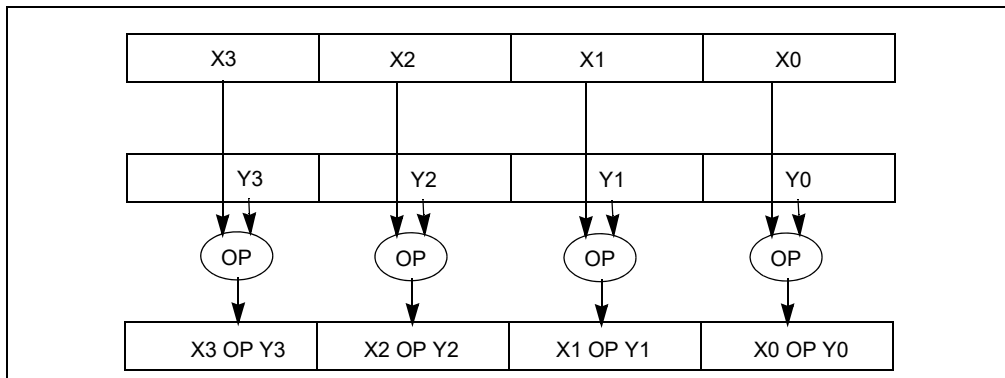 X3 X2 X1 X0
Y3 Y2 Y1 Y0
OP OP OP OP
X3 OP Y3 X2 OP Y2 X1 OP Y1 X0 OP Y0